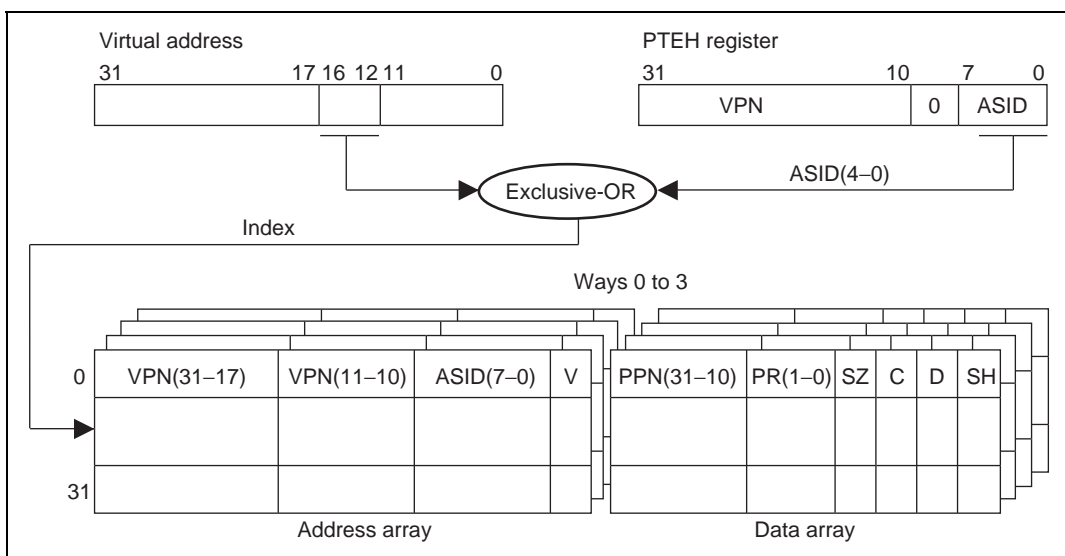 Virtual address PTEH register
31 17 16 12 11 0 31 10 7 0
VPN 0 ASID
ASID(4–0)
Exclusive-OR
Index
Ways 0 to 3
0 VPN(31–17) VPN(11–10) ASID(7–0) V PPN(31–10) PR(1–0) SZ C D SH
31
Address array Data array